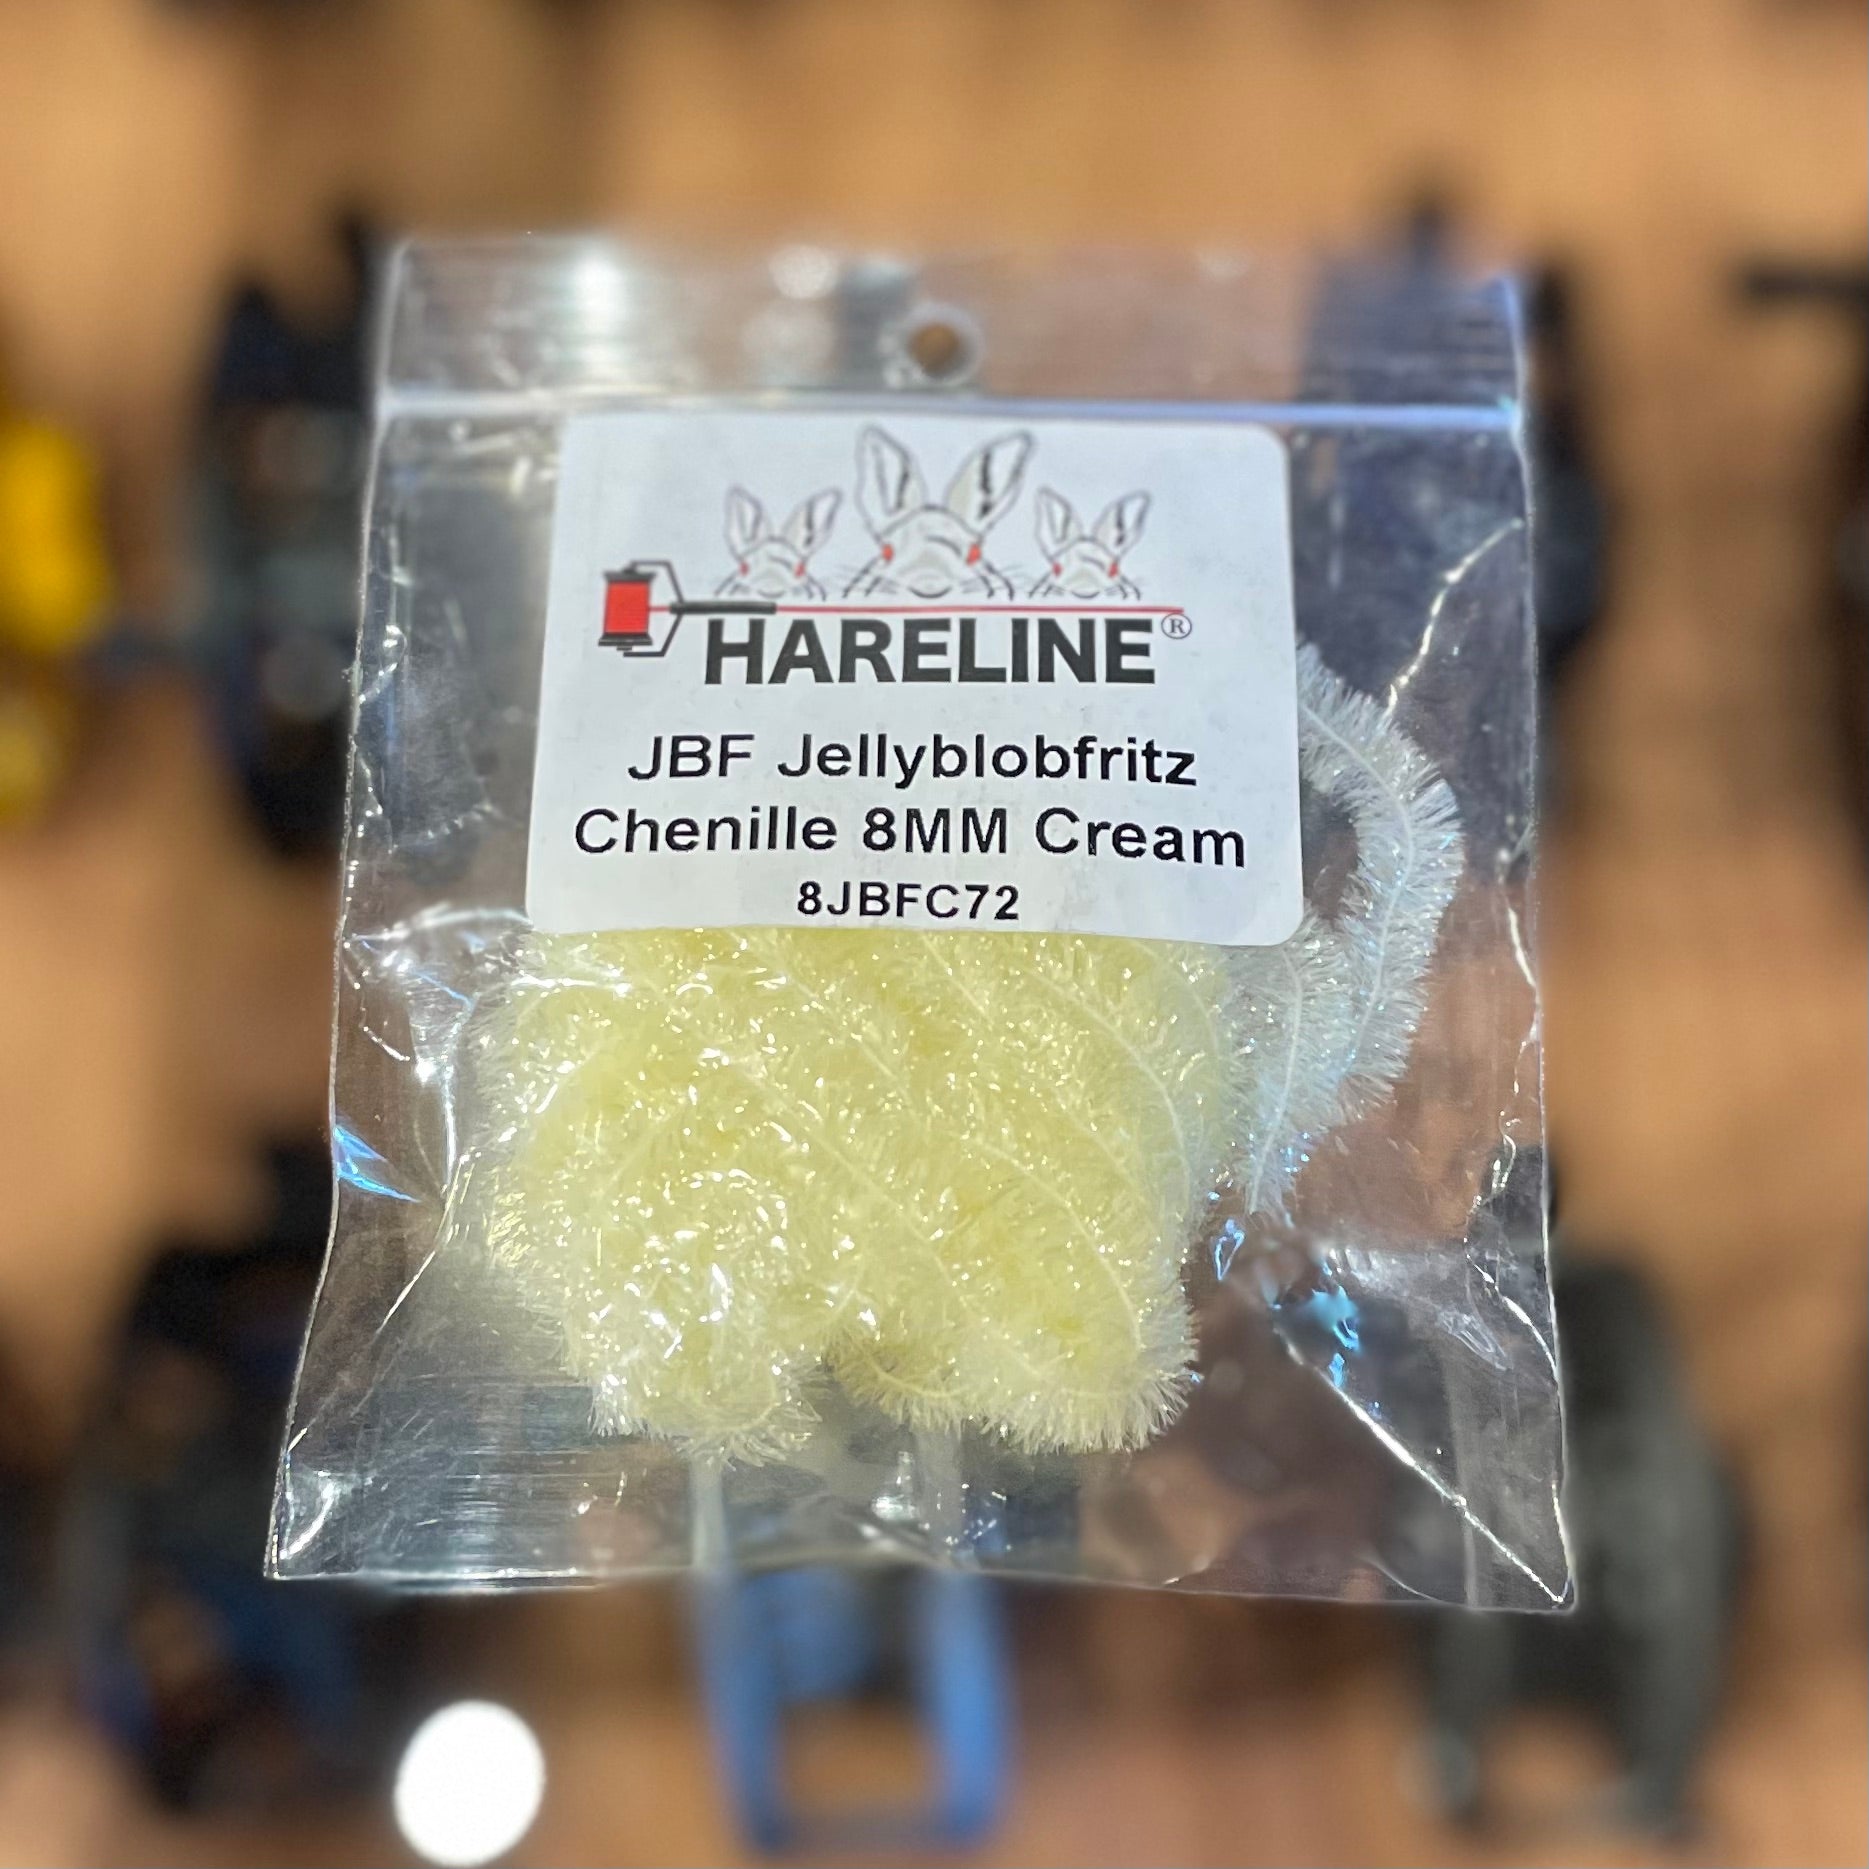 HARELINE®
JBF Jellyblobfritz
Chenille 8MM Cream
8JBFC72